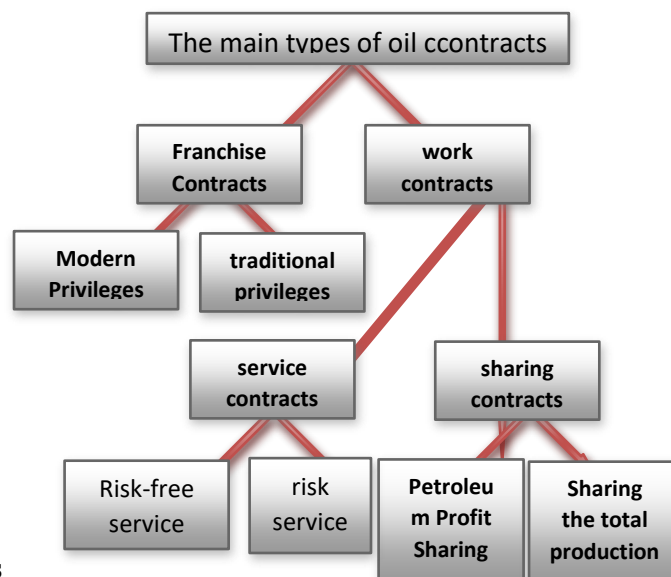 The main types of oil ccontracts
Franchise
Contracts
work
contracts
Modern
Privileges
traditional
privileges
service
contracts
sharing
contracts
Risk-free
service
risk
service
Petroleu
m Profit
Sharing
Sharing
the total
production